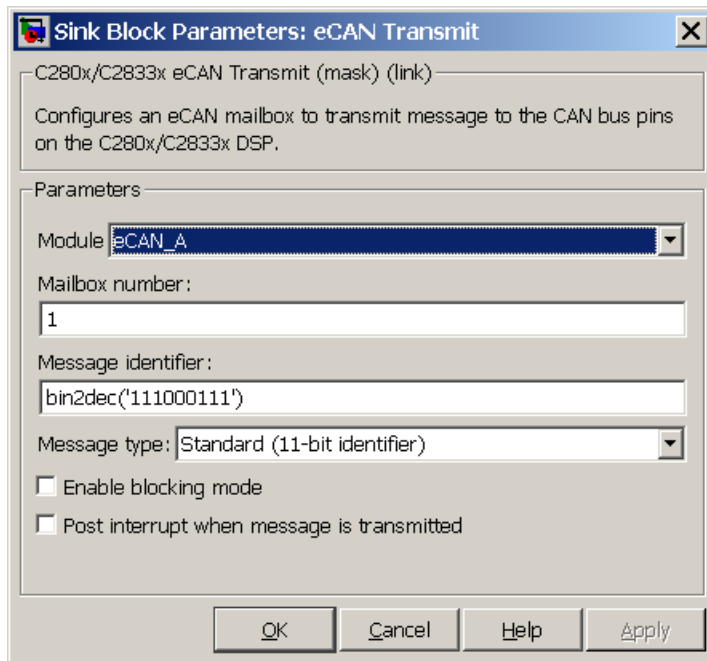 Sink Block Parameters: eCAN Transmit
C280x/C2833x eCAN Transmit (mask) (link)
Configures an eCAN mailbox to transmit message to the CAN bus pins
on the C280x/C2833x DSP.
Parameters
Module eCAN_A
Mailbox number:
1
Message identifier:
bin2dec('111000111')
Message type: Standard (11-bit identifier)
Enable blocking mode
Post interrupt when message is transmitted
OK Cancel Help Apply